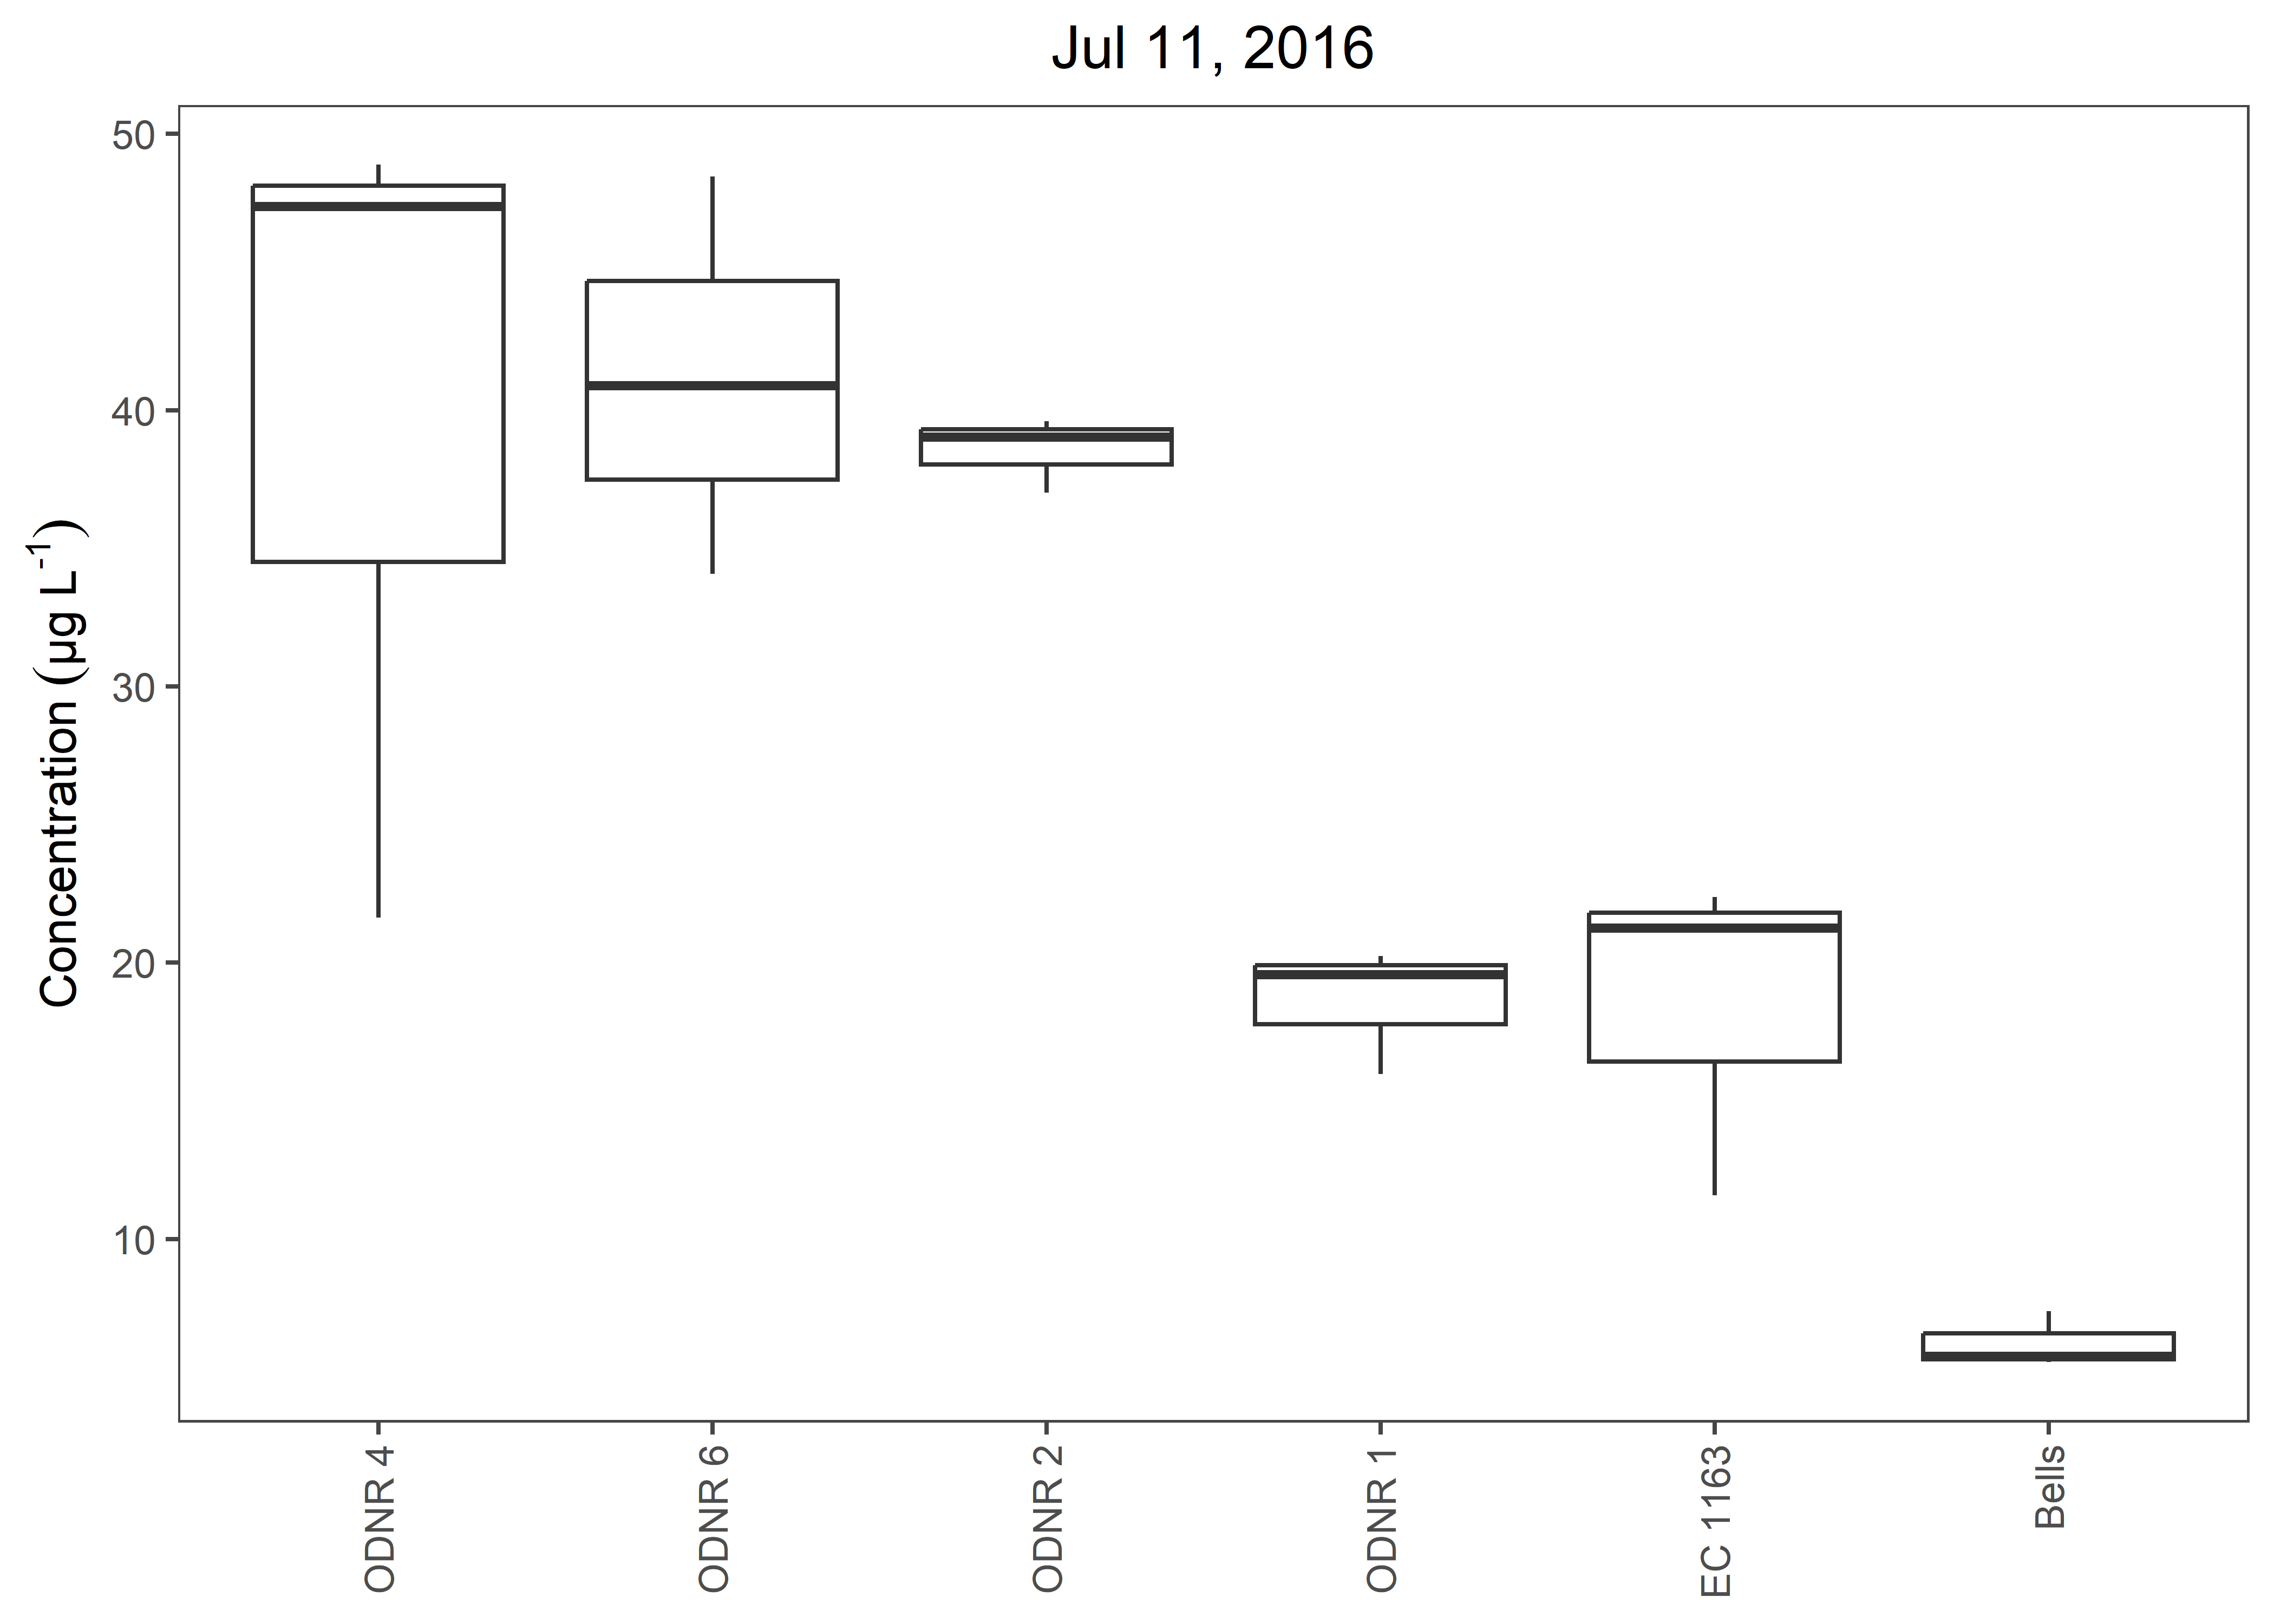 Jul 11, 2016
Concentration (µg L⁻¹)
50
40
30
20
10
ODNR 4
ODNR 6
ODNR 2
ODNR 1
EC 1163
Bells